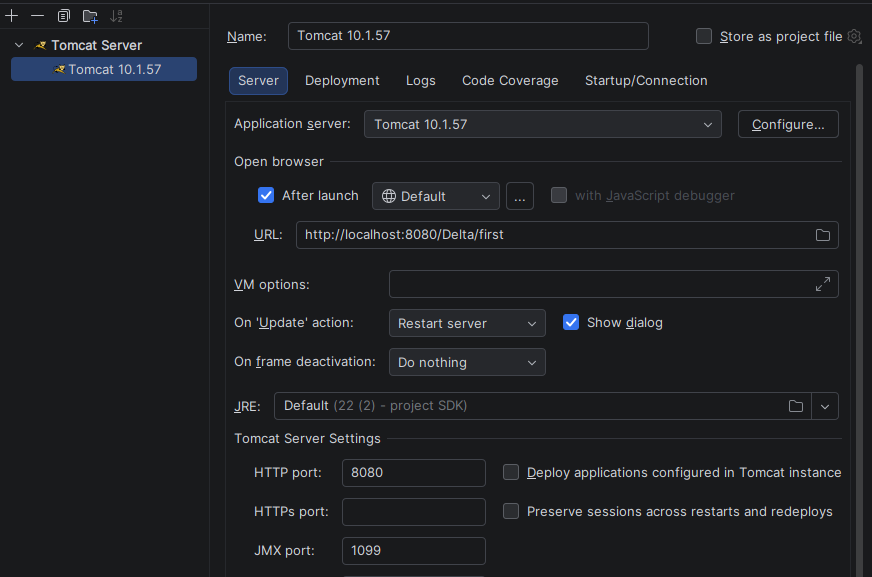 Tomcat Server
Tomcat 10.1.57
Name: Tomcat 10.1.57 Store as project file
Server Deployment Logs Code Coverage Startup/Connection
Application server: Tomcat 10.1.57 Configure...
Open browser
After launch Default ... with JavaScript debugger
URL: http://localhost:8080/Delta/first
VM options:
On 'Update' action: Restart server Show dialog
On frame deactivation: Do nothing
JRE: Default (22 (2) - project SDK)
Tomcat Server Settings
HTTP port: 8080 Deploy applications configured in Tomcat instance
HTTPs port: Preserve sessions across restarts and redeploys
JMX port: 1099